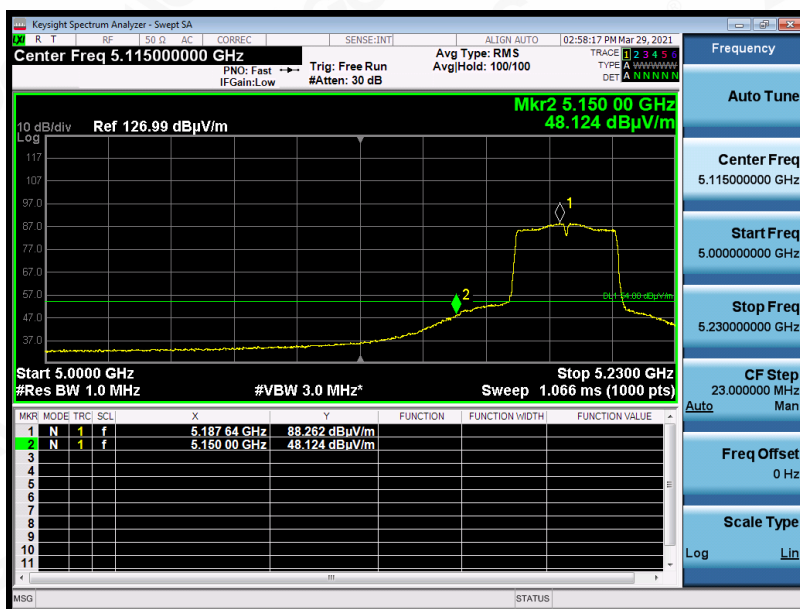 Keysight Spectrum Analyzer - Swept SA
LXI R T RF 50 Ω AC CORREC SENSE:INT ALIGN AUTO 02:58:17 PM Mar 29, 2021
Center Freq 5.115000000 GHz
PNO: Fast
IFGain:Low
Trig: Free Run
#Atten: 30 dB
Avg Type: RMS
Avg|Hold: 100/100
TRACE 1 2 3 4 5 6
TYPE A WWWWW
DET A N N N N N
Mkr2 5.150 00 GHz
48.124 dBµV/m
10 dB/div Ref 126.99 dBµV/m
Log
117
107
97.0
87.0
77.0
67.0
57.0
47.0
37.0
1
2
DL1 54.00 dBµV/m
Start 5.0000 GHz Stop 5.2300 GHz
#Res BW 1.0 MHz #VBW 3.0 MHz* Sweep 1.066 ms (1000 pts)
MKR MODE TRC SCL X Y FUNCTION FUNCTION WIDTH FUNCTION VALUE
1 N 1 f 5.187 64 GHz 88.262 dBµV/m
2 N 1 f 5.150 00 GHz 48.124 dBµV/m
3
4
5
6
7
8
9
10
11
MSG STATUS
Frequency
Auto Tune
Center Freq
5.115000000 GHz
Start Freq
5.000000000 GHz
Stop Freq
5.230000000 GHz
CF Step
23.000000 MHz
Auto Man
Freq Offset
0 Hz
Scale Type
Log Lin